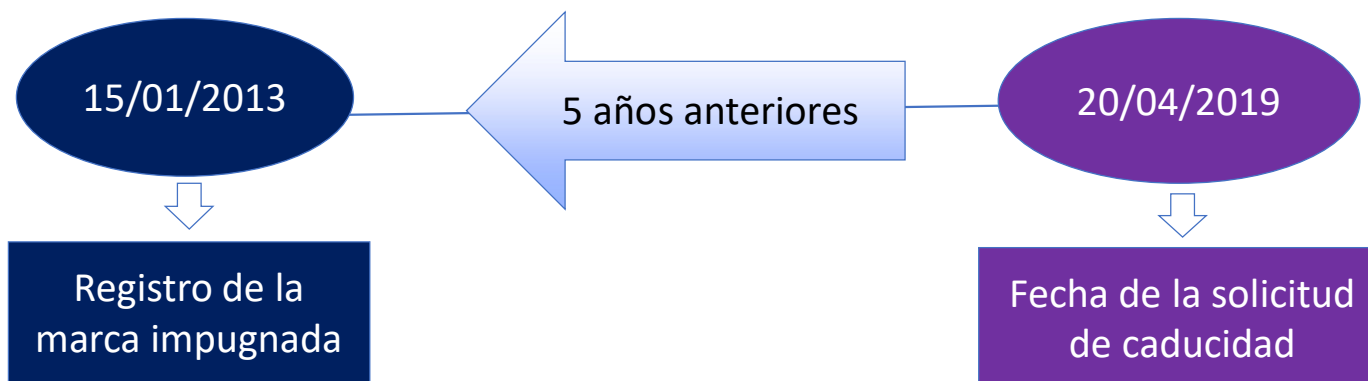 15/01/2013
5 años anteriores
20/04/2019
Registro de la
marca impugnada
Fecha de la solicitud
de caducidad